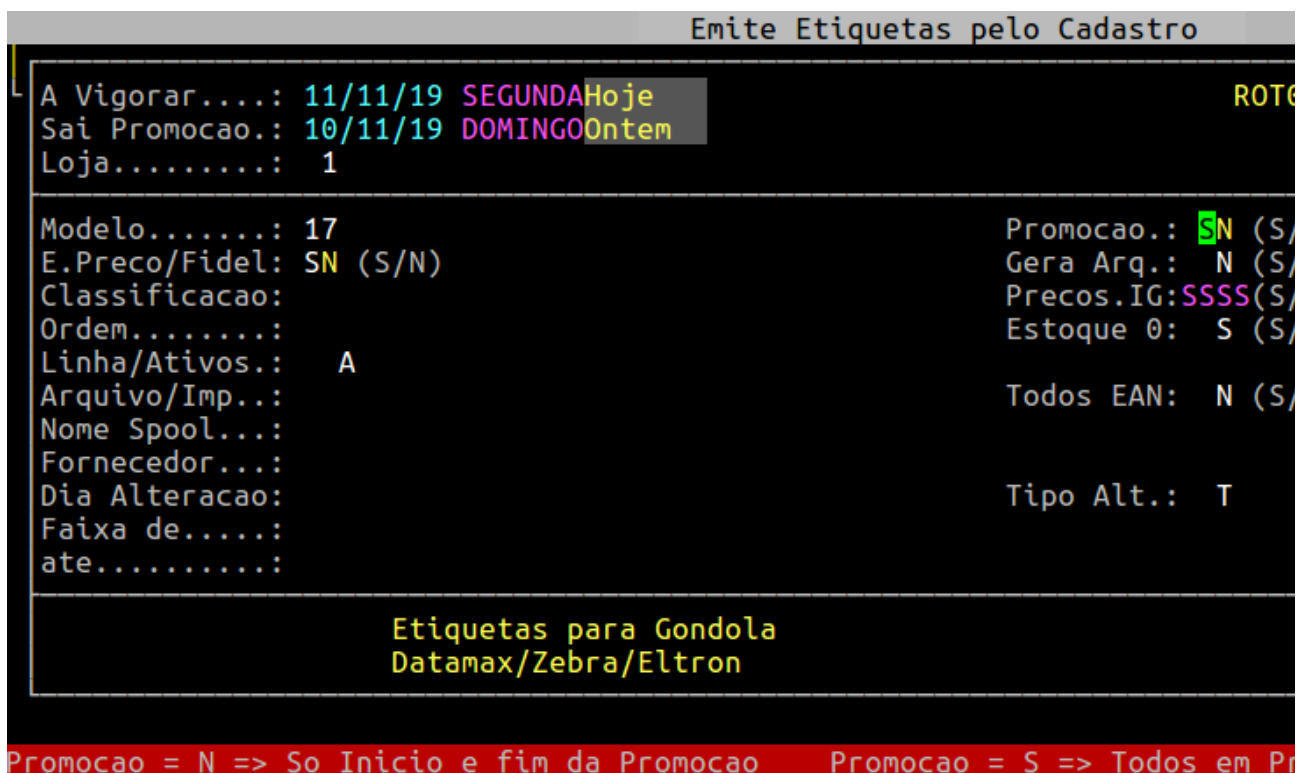 Emite Etiquetas pelo Cadastro
A Vigorar....: 11/11/19 SEGUNDAHoje ROT
Sai Promocao.: 10/11/19 DOMINGOOntem
Loja.........: 1
Modelo.......: 17 Promocao.: SN (S/
E.Preco/Fidel: SN (S/N) Gera Arq.: N (S/
Classificacao: Precos.IG:SSSS(S/
Ordem........: Estoque 0: S (S/
Linha/Ativos.: A
Arquivo/Imp..: Todos EAN: N (S/
Nome Spool...:
Fornecedor...:
Dia Alteracao: Tipo Alt.: T
Faixa de.....:
ate..........:
Etiquetas para Gondola
Datamax/Zebra/Eltron
Promocao = N => So Inicio e fim da Promocao Promocao = S => Todos em Pr